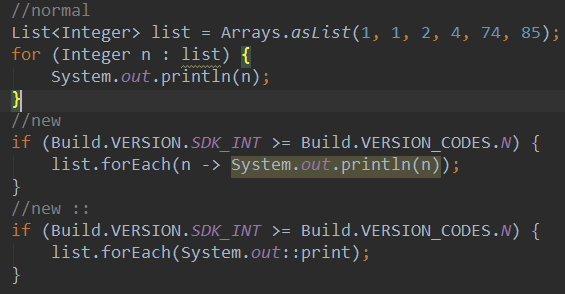 //normal
List<Integer> list = Arrays.asList(1, 1, 2, 4, 74, 85);
for (Integer n : list) {
    System.out.println(n);
}
//new
if (Build.VERSION.SDK_INT >= Build.VERSION_CODES.N) {
    list.forEach(n -> System.out.println(n));
}
//new ::
if (Build.VERSION.SDK_INT >= Build.VERSION_CODES.N) {
    list.forEach(System.out::print);
}